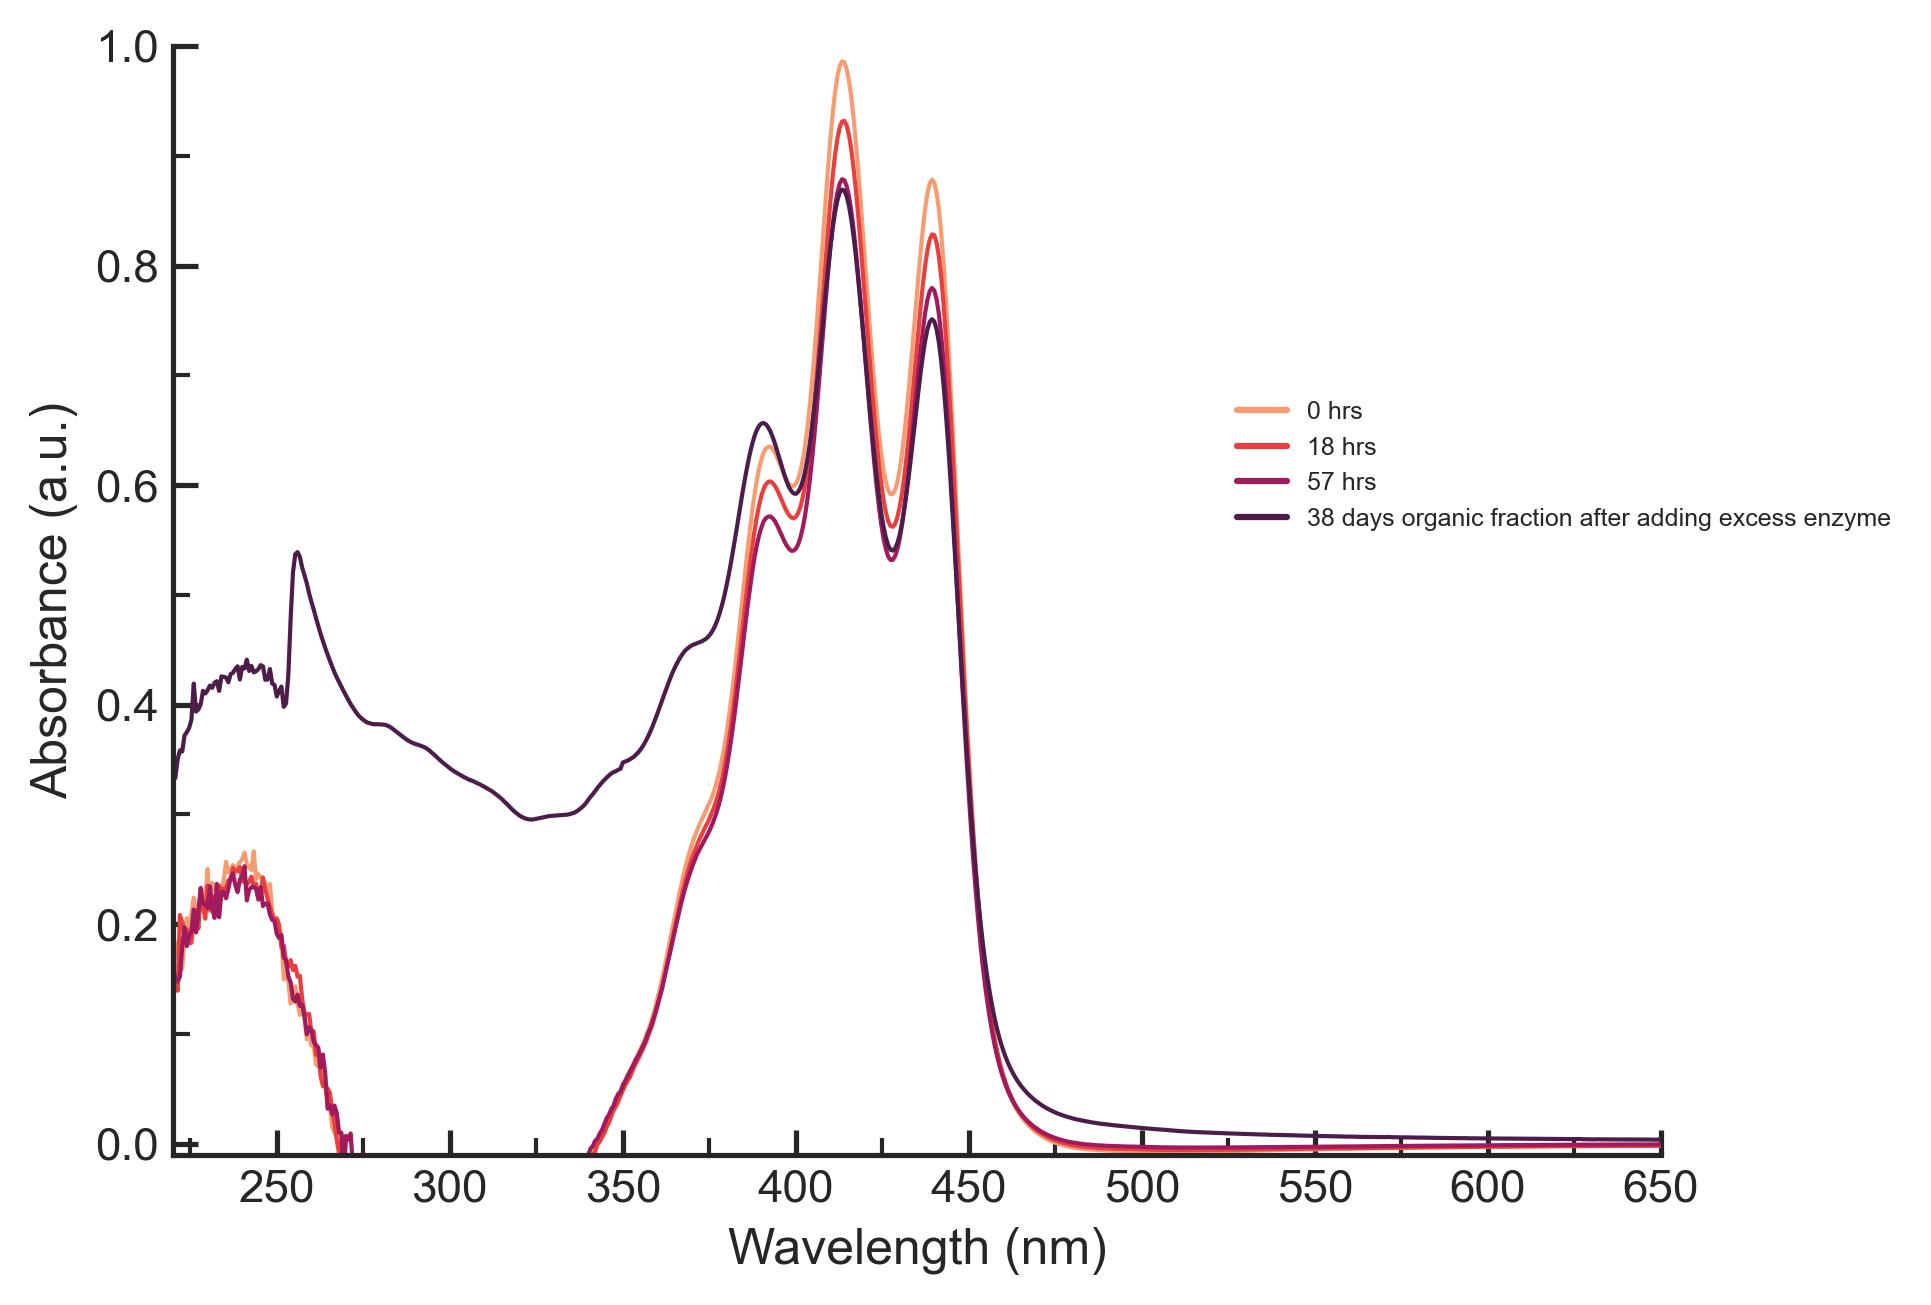 1.0
0.8
0.6
0.4
0.2
0.0
Absorbance (a.u.)
0 hrs
18 hrs
57 hrs
38 days organic fraction after adding excess enzyme
250 300 350 400 450 500 550 600 650
Wavelength (nm)